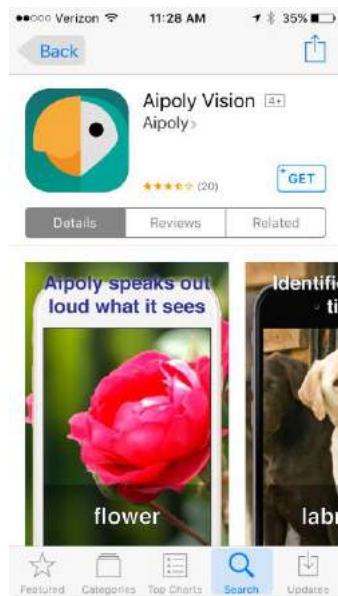 Verizon 11:28 AM 35%
Back
Aipoly Vision 4+
Aipoly
(20)
GET
Details Reviews Related
Aipoly speaks out
loud what it sees
Identifi
ti
flower
labr
Featured Categories Top Charts Search Updates